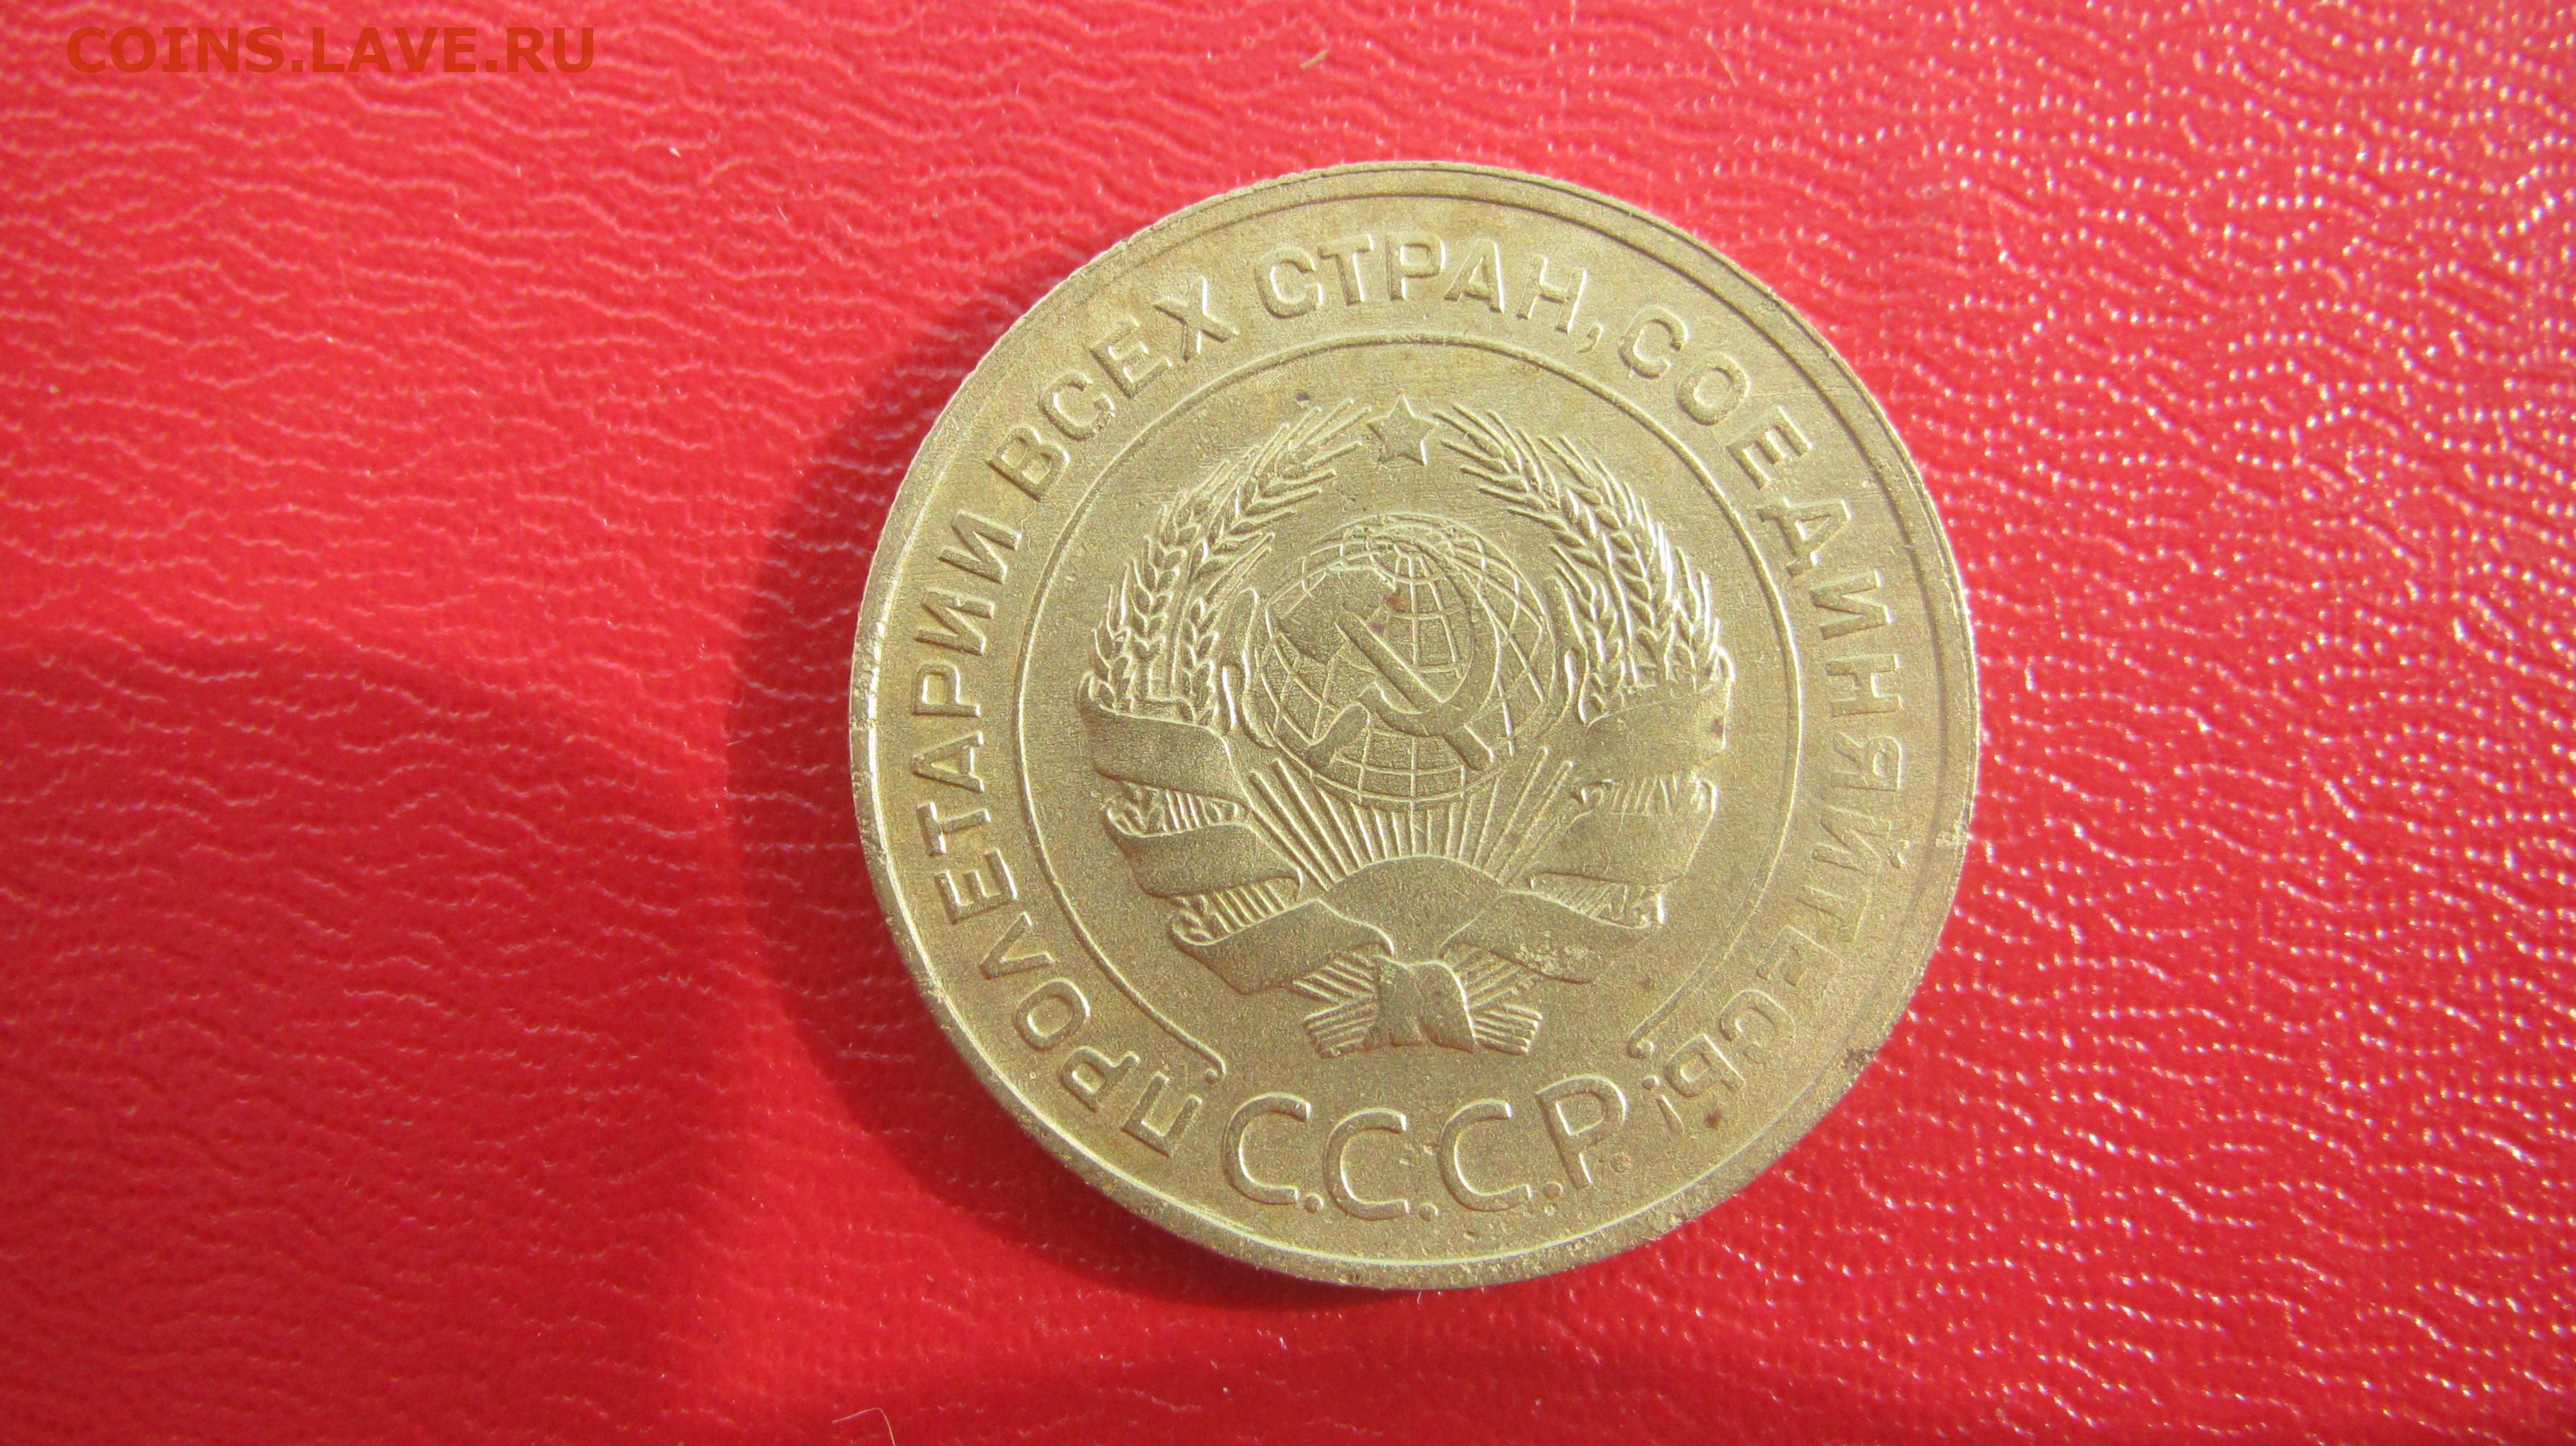 COINS.LAVE.RU
ПРОЛЕТАРИИ ВСЕХ СТРАН, СОЕДИНЯЙТЕСЬ!
С.С.С.Р.